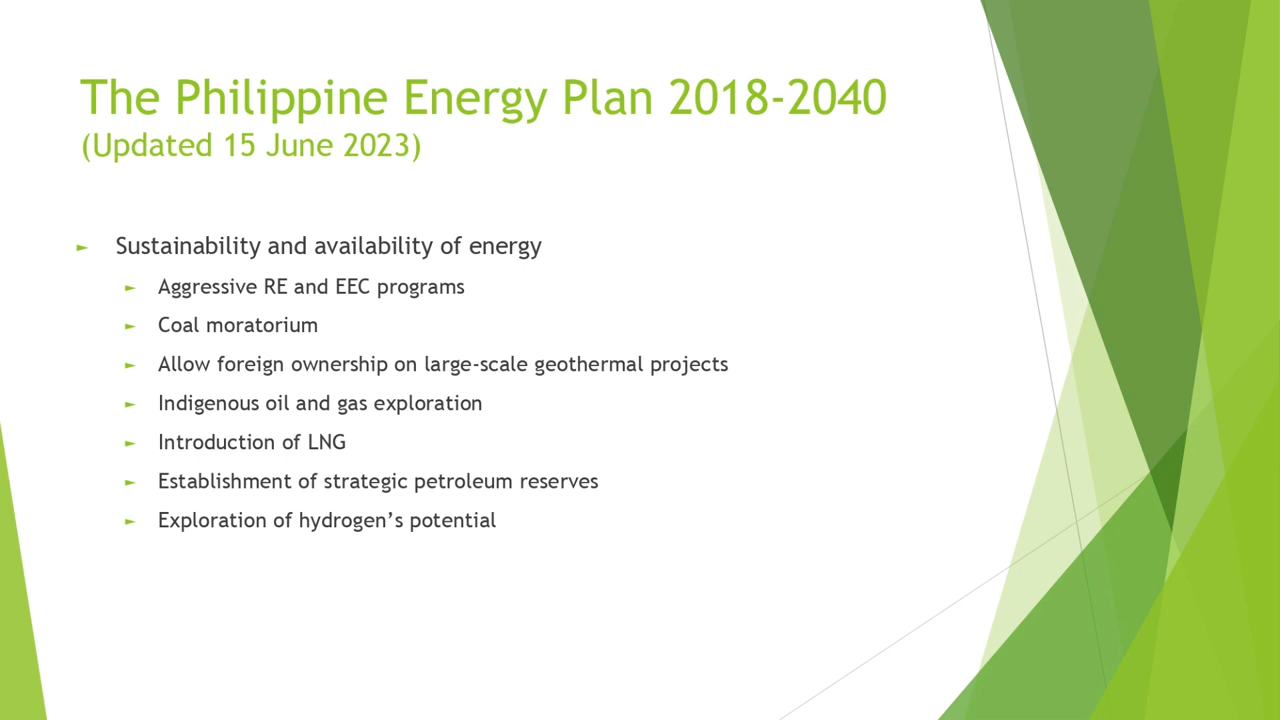 The Philippine Energy Plan 2018-2040
(Updated 15 June 2023)
► Sustainability and availability of energy
► Aggressive RE and EEC programs
► Coal moratorium
► Allow foreign ownership on large-scale geothermal projects
► Indigenous oil and gas exploration
► Introduction of LNG
► Establishment of strategic petroleum reserves
► Exploration of hydrogen’s potential